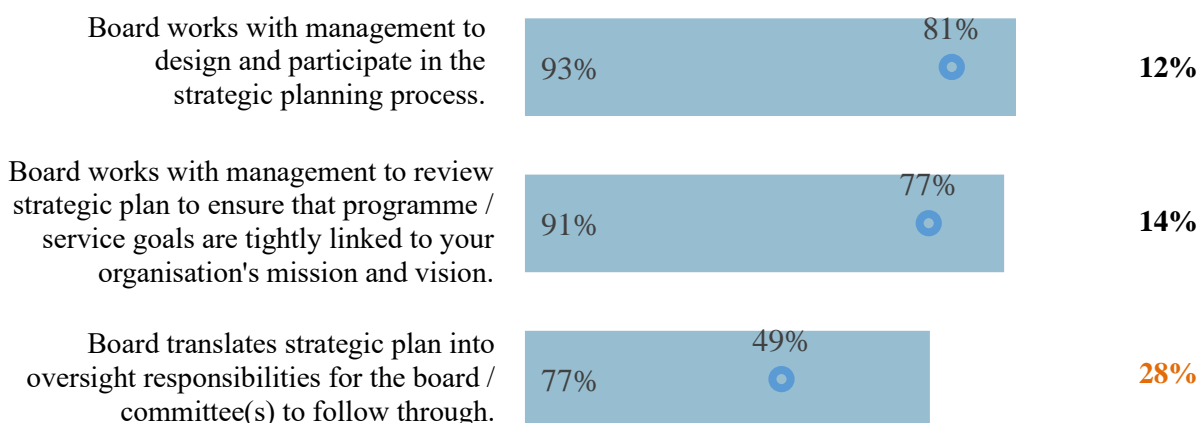 Board works with management to
design and participate in the
strategic planning process.
81%
93%
12%
Board works with management to review
strategic plan to ensure that programme /
service goals are tightly linked to your
organisation's mission and vision.
77%
91%
14%
Board translates strategic plan into
oversight responsibilities for the board /
committee(s) to follow through.
49%
77%
28%